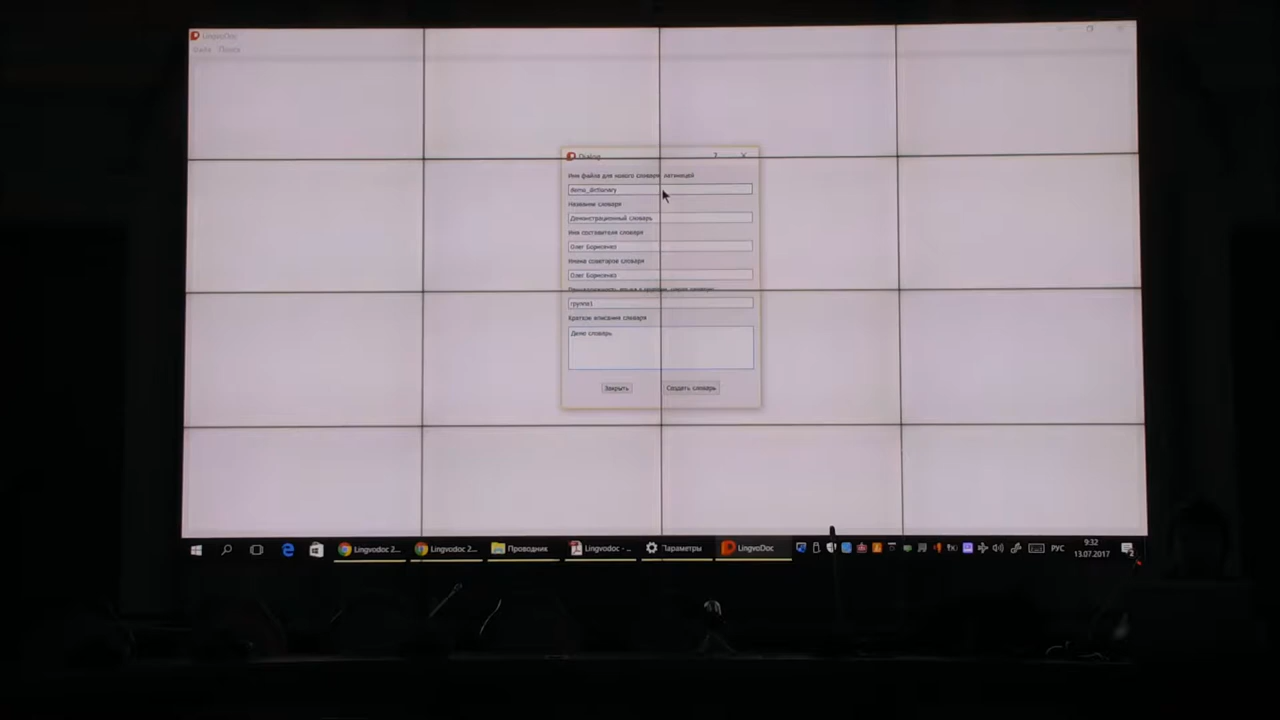 LingvoDoc
Файл Поиск
Dialog
Имя файла для нового словаря латиницей
demo_dictionary
Название словаря
Демонстрационный словарь
Имя составителя словаря
Олег Борисенко
Имена соавторов словаря
Олег Борисенко
группа1
Краткое описание словаря
Демо словарь
Закрыть Создать словарь
Lingvodoc 2... Lingvodoc 2... Проводник Lingvodoc - ... Параметры LingvoDoc РУС 9:32
13.07.2017